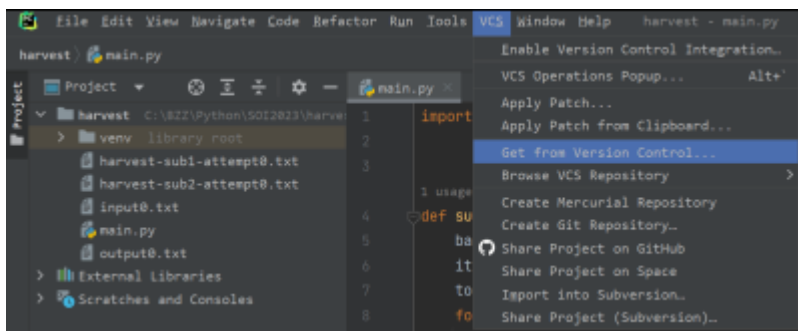 File Edit View Navigate Code Refactor Run Tools VCS Window Help harvest - main.py
harvest main.py
Project
Project
main.py
harvest C:\BZZ\Python\SOI2023\harve
venv library root
harvest-sub1-attempt0.txt
harvest-sub2-attempt0.txt
input0.txt
main.py
output0.txt
External Libraries
Scratches and Consoles
1 import
2
3
1 usage
4 def su
5 ba
6 it
7 to
8 fo
Enable Version Control Integration…
VCS Operations Popup... Alt+`
Apply Patch...
Apply Patch from Clipboard...
Get from Version Control...
Browse VCS Repository
Create Mercurial Repository
Create Git Repository…
Share Project on GitHub
Share Project on Space
Import into Subversion…
Share Project (Subversion)…